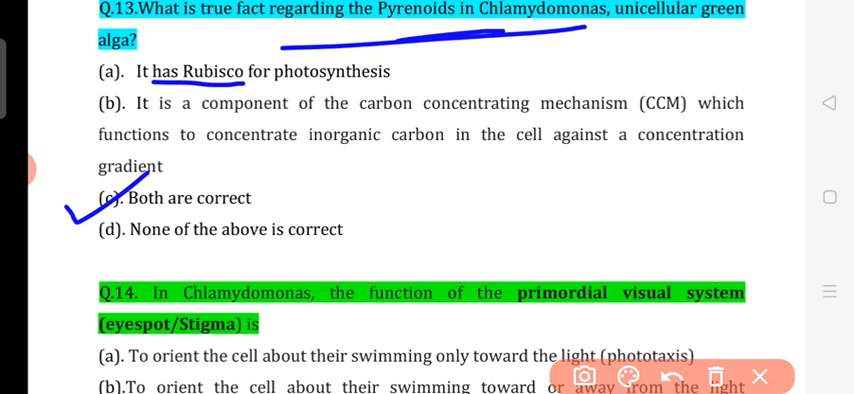 Q.13.What is true fact regarding the Pyrenoids in Chlamydomonas, unicellular green
alga?
(a). It has Rubisco for photosynthesis
(b). It is a component of the carbon concentrating mechanism (CCM) which
functions to concentrate inorganic carbon in the cell against a concentration
gradient
(c). Both are correct
(d). None of the above is correct
Q.14. In Chlamydomonas, the function of the primordial visual system
(eyespot/Stigma) is
(a). To orient the cell about their swimming only toward the light (phototaxis)
(b).To orient the cell about their swimming toward or away from the light